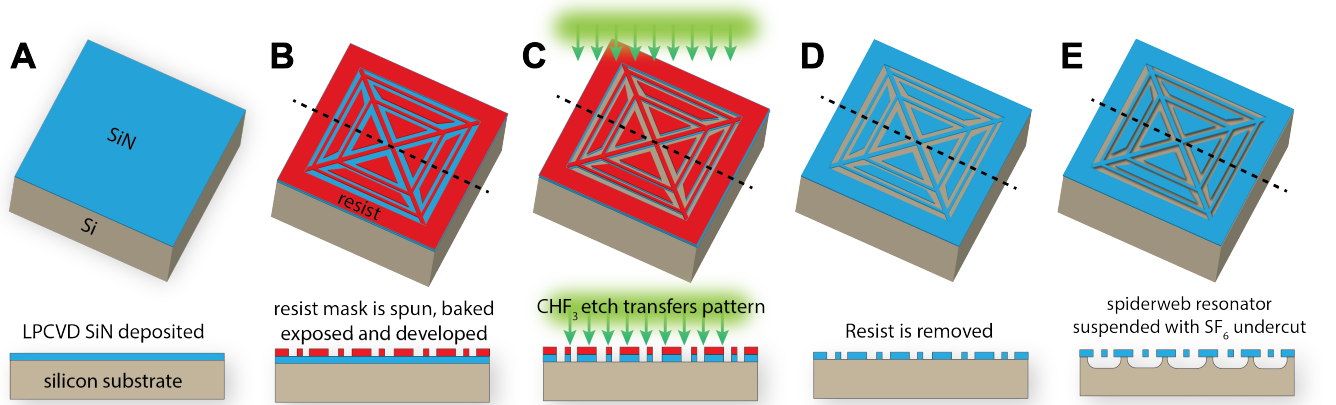 A
B
C
D
E
SiN
Si
resist
LPCVD SiN deposited
silicon substrate
resist mask is spun, baked
exposed and developed
CHF3 etch transfers pattern
Resist is removed
spiderweb resonator
suspended with SF6 undercut